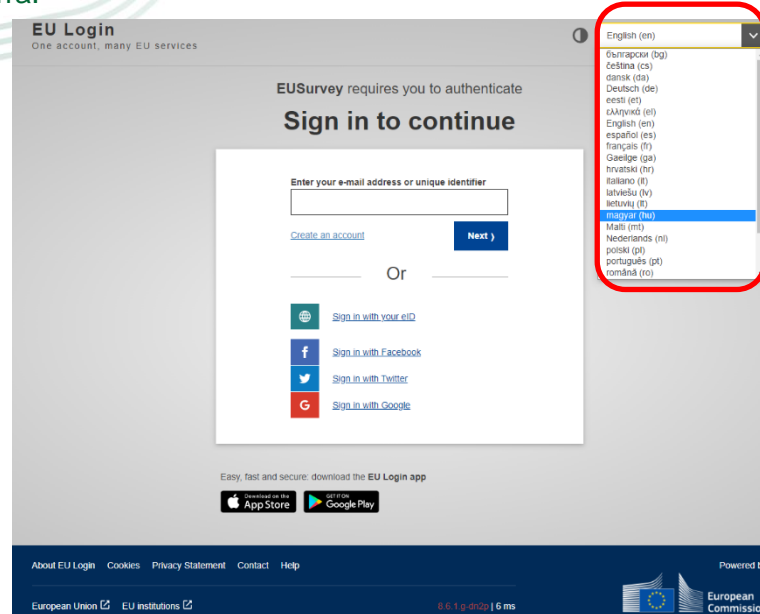 EU Login
One account, many EU services
English (en)
български (bg)
čeština (cs)
dansk (da)
Deutsch (de)
eesti (et)
ελληνικά (el)
English (en)
español (es)
français (fr)
Gaeilge (ga)
hrvatski (hr)
italiano (it)
latviešu (lv)
lietuvių (lt)
magyar (hu)
Malti (mt)
Nederlands (nl)
polski (pl)
português (pt)
română (ro)
EUSurvey requires you to authenticate
Sign in to continue
Enter your e-mail address or unique identifier
Create an account
Next ⟩
Or
Sign in with your eID
f
Sign in with Facebook
Sign in with Twitter
G
Sign in with Google
Easy, fast and secure: download the EU Login app
Download on the
App Store
GET IT ON
Google Play
About EU Login Cookies Privacy Statement Contact Help
Powered
European Union EU institutions
6.6.1.g-dn2p | 6 ms
European